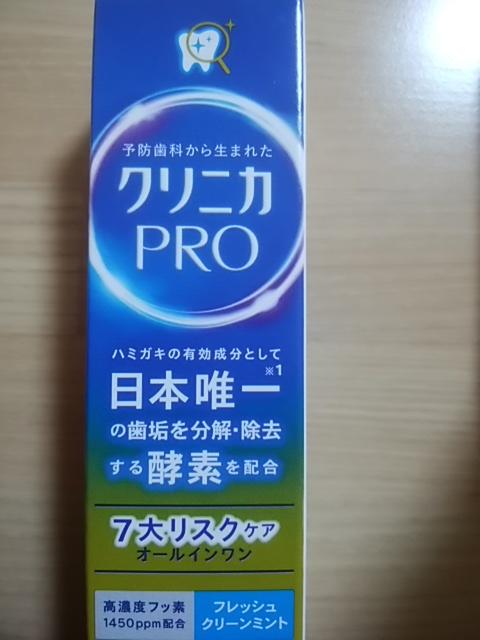 予防歯科から生まれた
クリニカ
PRO
ハミガキの有効成分として
日本唯一※1
の歯垢を分解・除去
する酵素を配合
7大リスクケア
オールインワン
高濃度フッ素
1450ppm配合
フレッシュ
クリーンミント